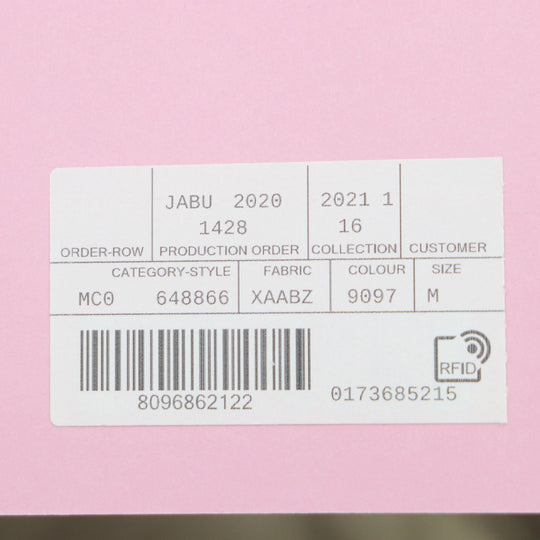 JABU 2020 2021 1
1428 16
ORDER-ROW PRODUCTION ORDER COLLECTION CUSTOMER
CATEGORY-STYLE FABRIC COLOUR SIZE
MC0 648866 XAABZ 9097 M
RFID
8096862122 0173685215